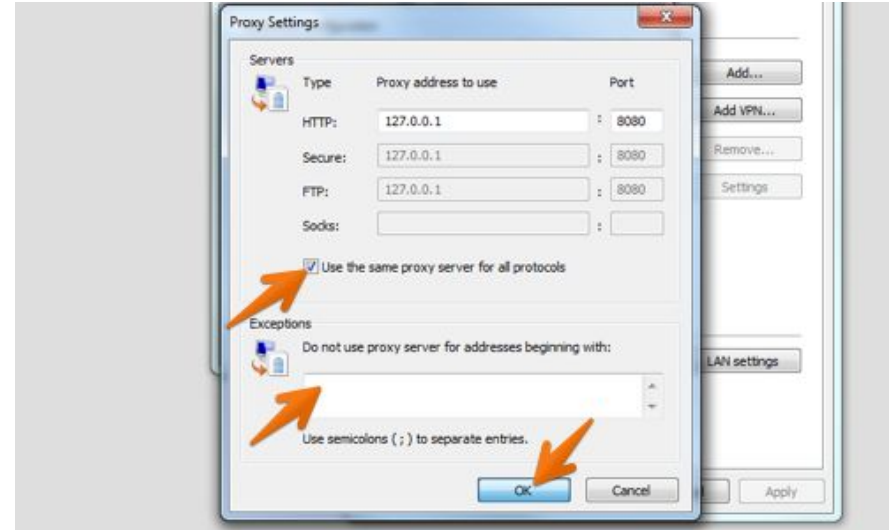 Proxy Settings
Servers
Type Proxy address to use Port
Add...
HTTP: 127.0.0.1 : 8080
Add VPN...
Secure: 127.0.0.1 : 8080
Remove...
FTP: 127.0.0.1 : 8080
Settings
Socks: :
Use the same proxy server for all protocols
Exceptions
Do not use proxy server for addresses beginning with:
LAN settings
Use semicolons ( ; ) to separate entries.
OK Cancel
Apply